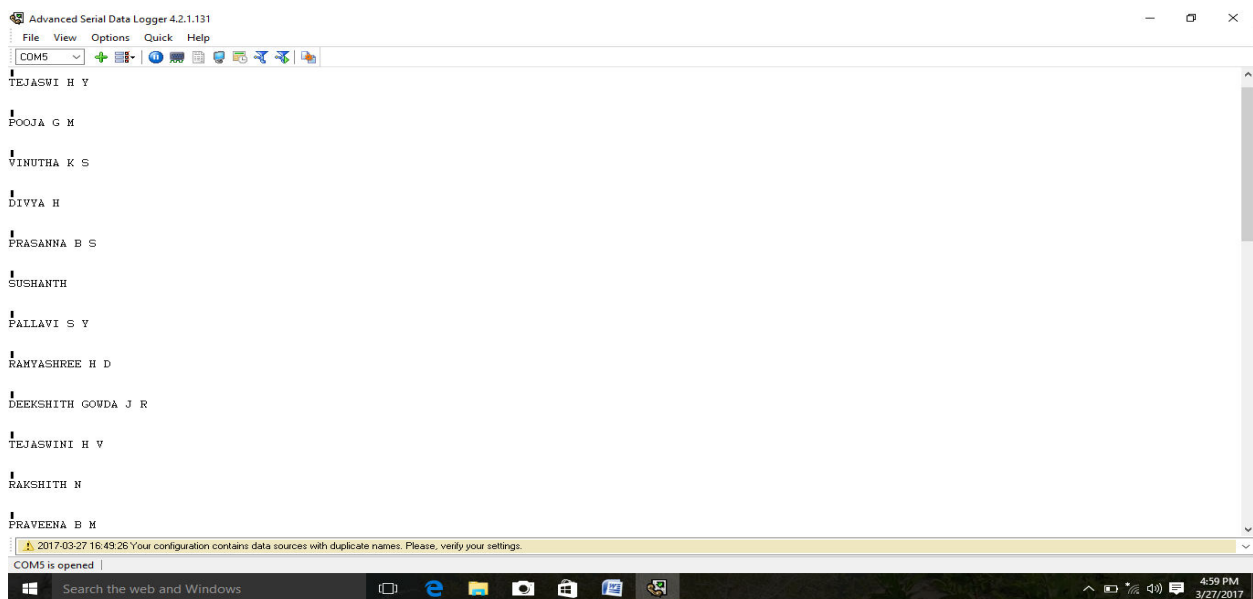 Advanced Serial Data Logger 4.2.1.131
File View Options Quick Help
COM5
TEJASWI H Y
POOJA G M
VINUTHA K S
DIVYA H
PRASANNA B S
SUSHANTH
PALLAVI S Y
RAMYASHREE H D
DEEKSHITH GOWDA J R
TEJASWINI H V
RAKSHITH N
PRAVEENA B M
2017-03-27 16:49:26 Your configuration contains data sources with duplicate names. Please, verify your settings.
COM5 is opened
Search the web and Windows
4:59 PM
3/27/2017